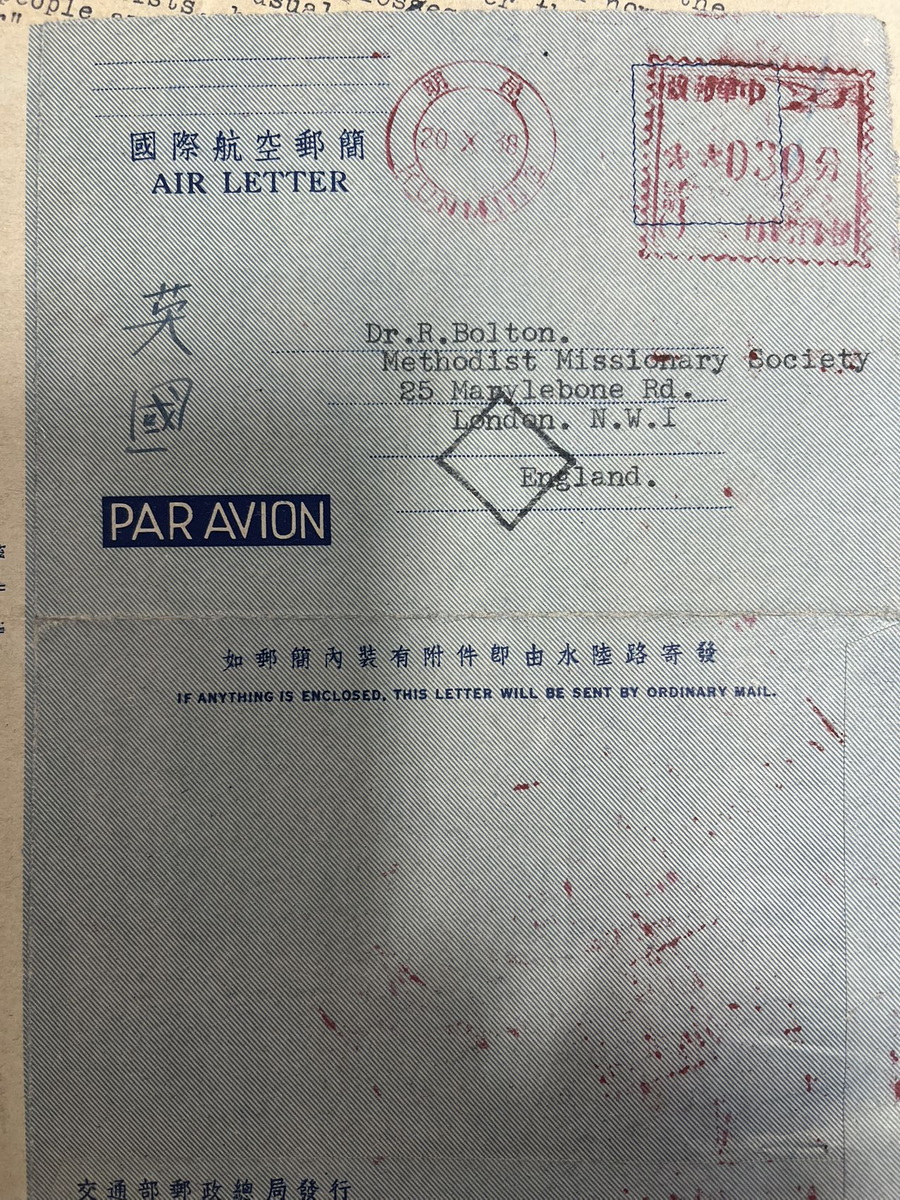 國際航空郵簡
AIR LETTER
明昆
20 X 38
KUNMING
中華郵政
030分
英國
Dr.R.Bolton.
Methodist Missionary Society
25 Marylebone Rd.
London. N.W.I
England.
PAR AVION
如郵簡內裝有附件卽由水陸路寄發
IF ANYTHING IS ENCLOSED, THIS LETTER WILL BE SENT BY ORDINARY MAIL.
交通部郵政總局發行